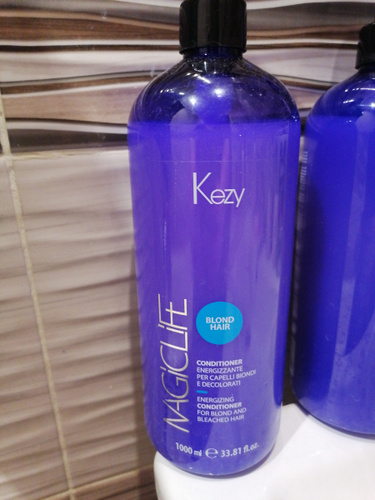 Kezy
MAGICLIFE
BLOND
HAIR
CONDITIONER
ENERGIZZANTE
PER CAPELLI BIONDI
E DECOLORATI
ENERGIZING
CONDITIONER
FOR BLOND AND
BLEACHED HAIR
1000 ml ℮ 33.81 fl.oz.